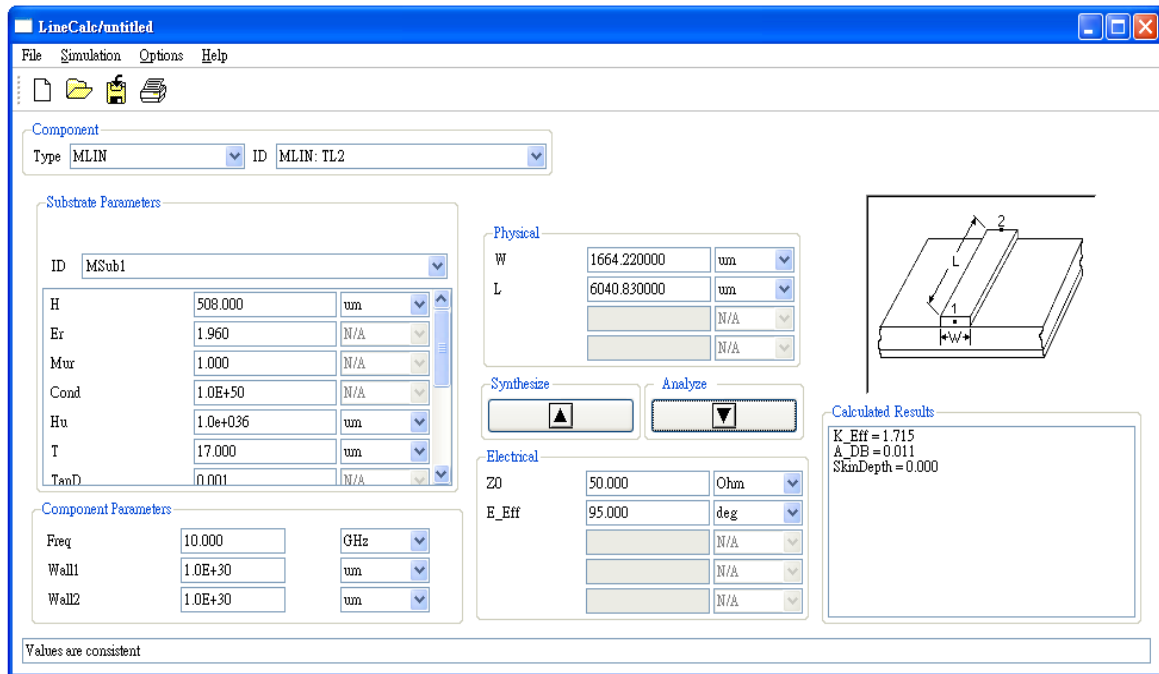 LineCalc/untitled
File Simulation Options Help
Component
Type MLIN ID MLIN: TL2
Substrate Parameters
ID MSub1
H 508.000 um
Er 1.960 N/A
Mur 1.000 N/A
Cond 1.0E+50 N/A
Hu 1.0e+036 um
T 17.000 um
TanD 0.001 N/A
Component Parameters
Freq 10.000 GHz
Wall1 1.0E+30 um
Wall2 1.0E+30 um
Physical
W 1664.220000 um
L 6040.830000 um
N/A
N/A
Synthesize Analyze
Electrical
Z0 50.000 Ohm
E_Eff 95.000 deg
N/A
N/A
N/A
2
L
1
W
Calculated Results
K_Eff = 1.715
A_DB = 0.011
SkinDepth = 0.000
Values are consistent